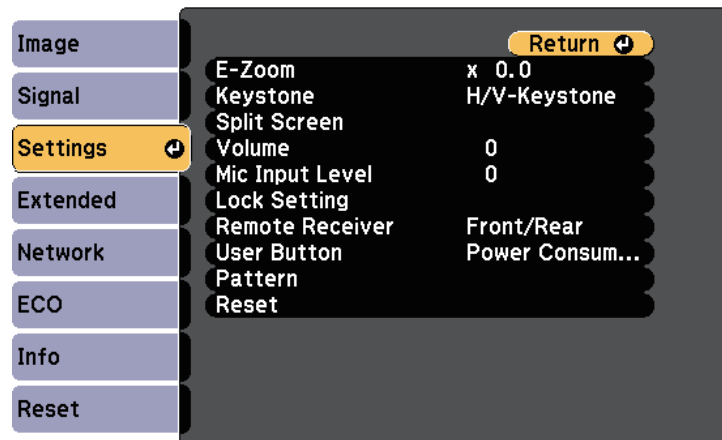 Image
Signal
Settings
Extended
Network
ECO
Info
Reset
Return
E-Zoom x 0.0
Keystone H/V-Keystone
Split Screen
Volume 0
Mic Input Level 0
Lock Setting
Remote Receiver Front/Rear
User Button Power Consum...
Pattern
Reset